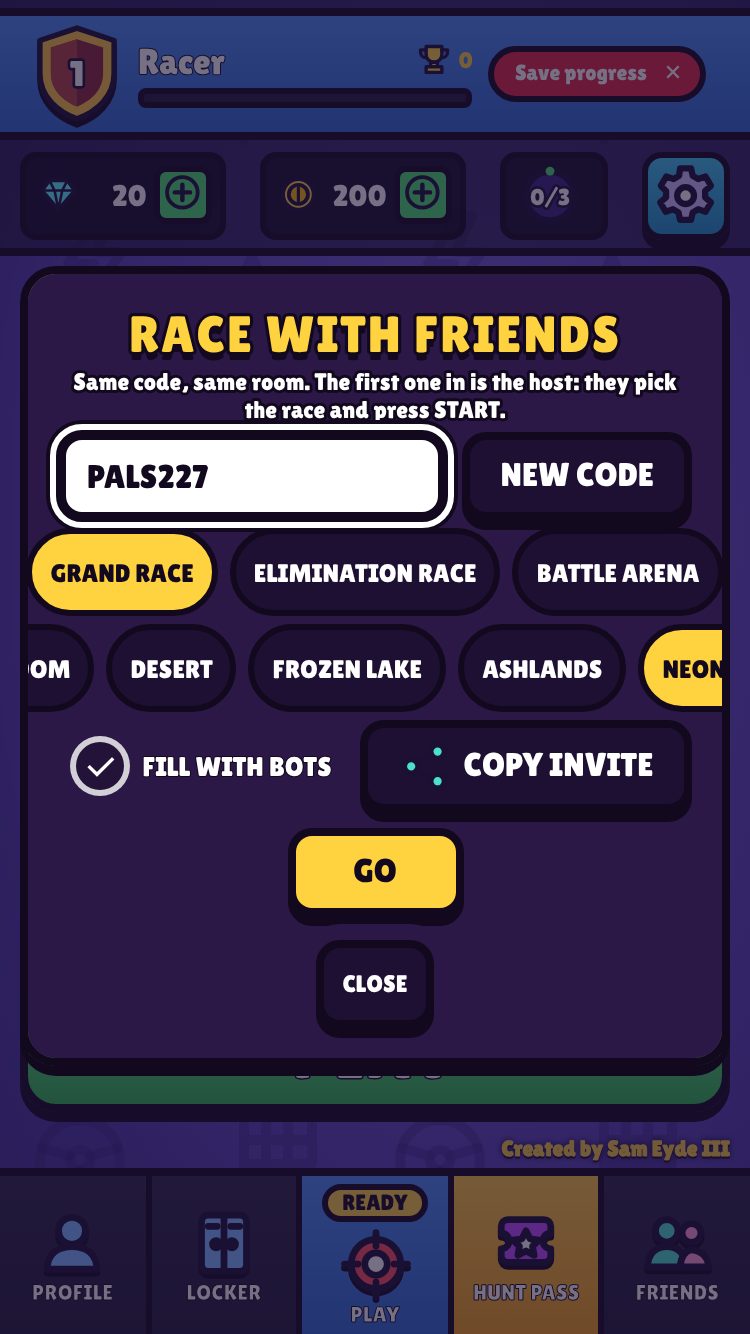 1
Racer
0
Save progress ×
20
200
0/3
RACE WITH FRIENDS
Same code, same room. The first one in is the host: they pick
the race and press START.
PALS227
NEW CODE
GRAND RACE
ELIMINATION RACE
BATTLE ARENA
OOM
DESERT
FROZEN LAKE
ASHLANDS
NEON
FILL WITH BOTS
COPY INVITE
GO
CLOSE
Created by Sam Eyde III
READY
PROFILE
LOCKER
PLAY
HUNT PASS
FRIENDS